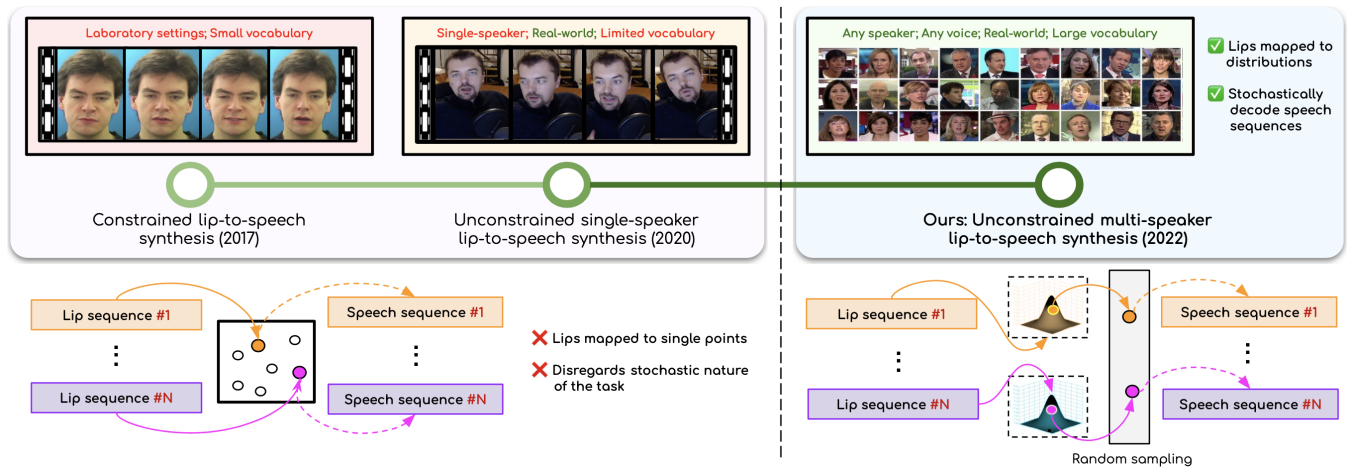 Laboratory settings; Small vocabulary
Single-speaker; Real-world; Limited vocabulary
Any speaker; Any voice; Real-world; Large vocabulary
Lips mapped to
distributions
Stochastically
decode speech
sequences
Constrained lip-to-speech
synthesis (2017)
Unconstrained single-speaker
lip-to-speech synthesis (2020)
Ours: Unconstrained multi-speaker
lip-to-speech synthesis (2022)
Lip sequence #1
Speech sequence #1
Lip sequence #N
Speech sequence #N
Lips mapped to single points
Disregards stochastic nature
of the task
Lip sequence #1
Speech sequence #1
Lip sequence #N
Speech sequence #N
Random sampling